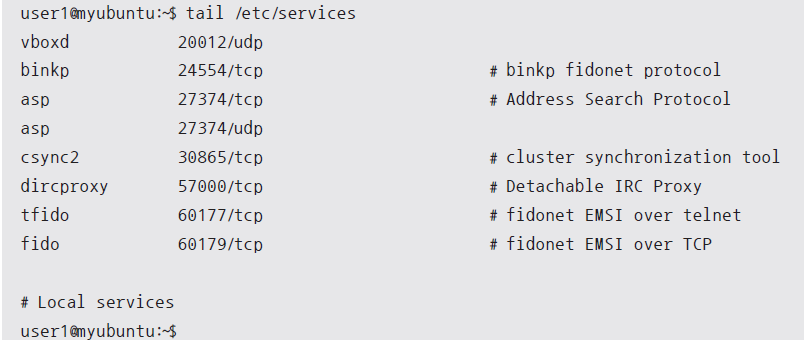 user1@myubuntu:~$ tail /etc/services
vboxd 20012/udp
binkp 24554/tcp # binkp fidonet protocol
asp 27374/tcp # Address Search Protocol
asp 27374/udp
csync2 30865/tcp # cluster synchronization tool
dircproxy 57000/tcp # Detachable IRC Proxy
tfido 60177/tcp # fidonet EMSI over telnet
fido 60179/tcp # fidonet EMSI over TCP
# Local services
user1@myubuntu:~$